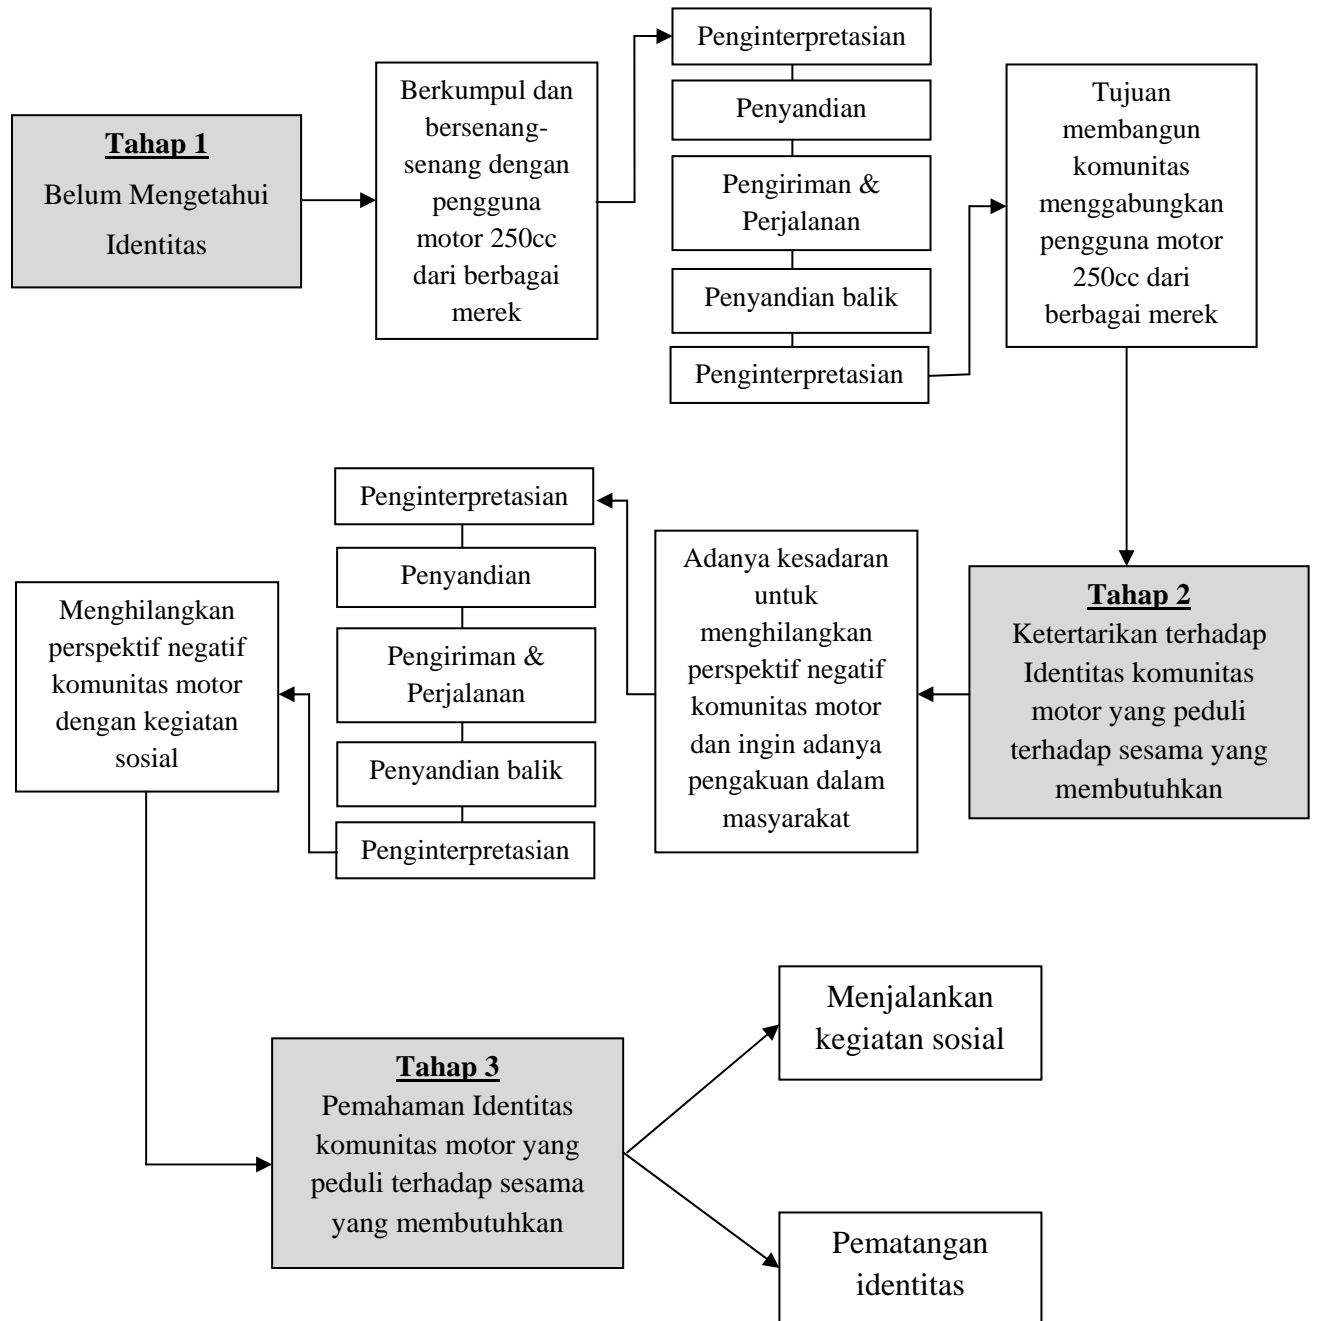 Tahap 1
Belum Mengetahui
Identitas
Berkumpul dan
bersenang-
senang dengan
pengguna
motor 250cc
dari berbagai
merek
Penginterpretasian
Penyandian
Pengiriman &
Perjalanan
Penyandian balik
Penginterpretasian
Tujuan
membangun
komunitas
menggabungkan
pengguna motor
250cc dari
berbagai merek
Tahap 2
Ketertarikan terhadap
Identitas komunitas
motor yang peduli
terhadap sesama yang
membutuhkan
Adanya kesadaran
untuk
menghilangkan
perspektif negatif
komunitas motor
dan ingin adanya
pengakuan dalam
masyarakat
Penginterpretasian
Penyandian
Pengiriman &
Perjalanan
Penyandian balik
Penginterpretasian
Menghilangkan
perspektif negatif
komunitas motor
dengan kegiatan
sosial
Tahap 3
Pemahaman Identitas
komunitas motor yang
peduli terhadap sesama
yang membutuhkan
Menjalankan
kegiatan sosial
Pematangan
identitas